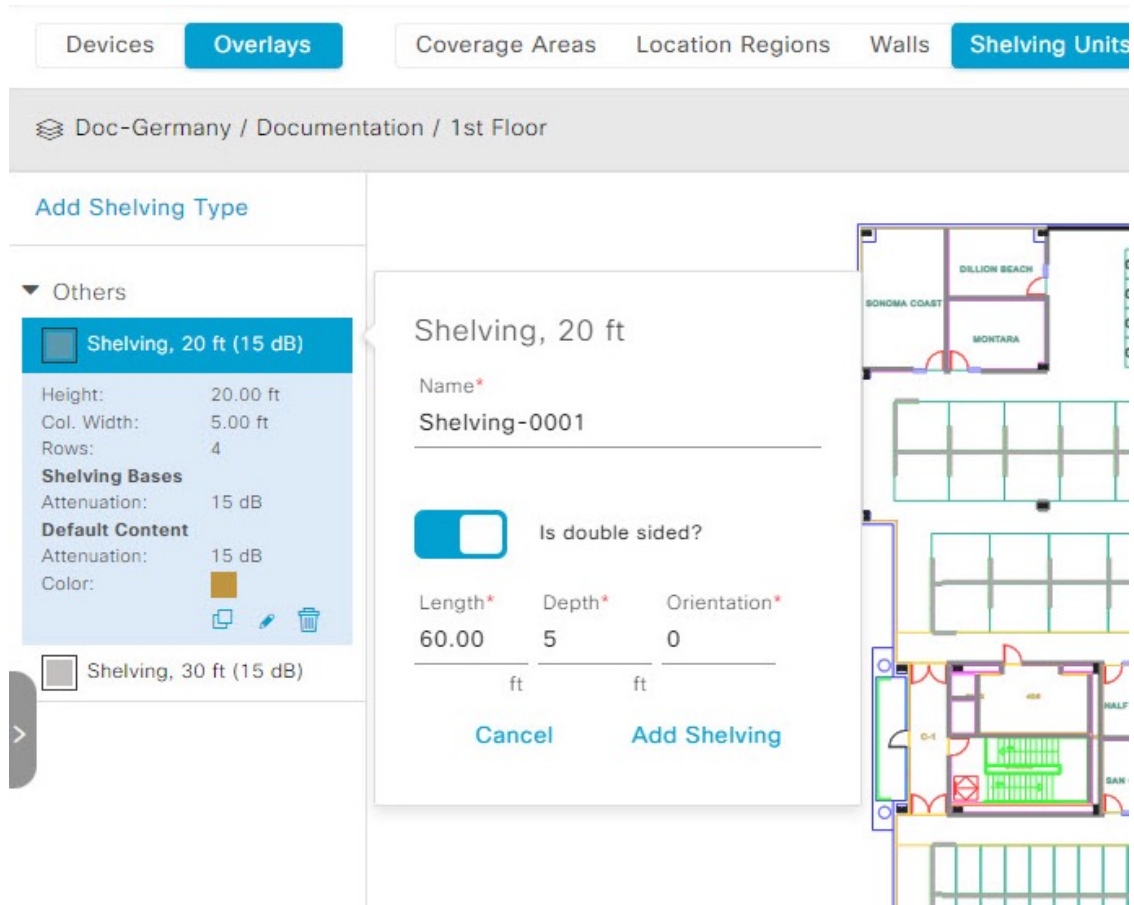 Devices Overlays Coverage Areas Location Regions Walls Shelving Units
Doc-Germany / Documentation / 1st Floor
Add Shelving Type
Others
Shelving, 20 ft (15 dB)
Height: 20.00 ft
Col. Width: 5.00 ft
Rows: 4
Shelving Bases
Attenuation: 15 dB
Default Content
Attenuation: 15 dB
Color:
Shelving, 30 ft (15 dB)
Shelving, 20 ft
Name*
Shelving-0001
Is double sided?
Length* Depth* Orientation*
60.00 5 0
ft ft
Cancel Add Shelving
DILLION BEACH
SONOMA COAST
MONTARA
C-1
HALF
SAN